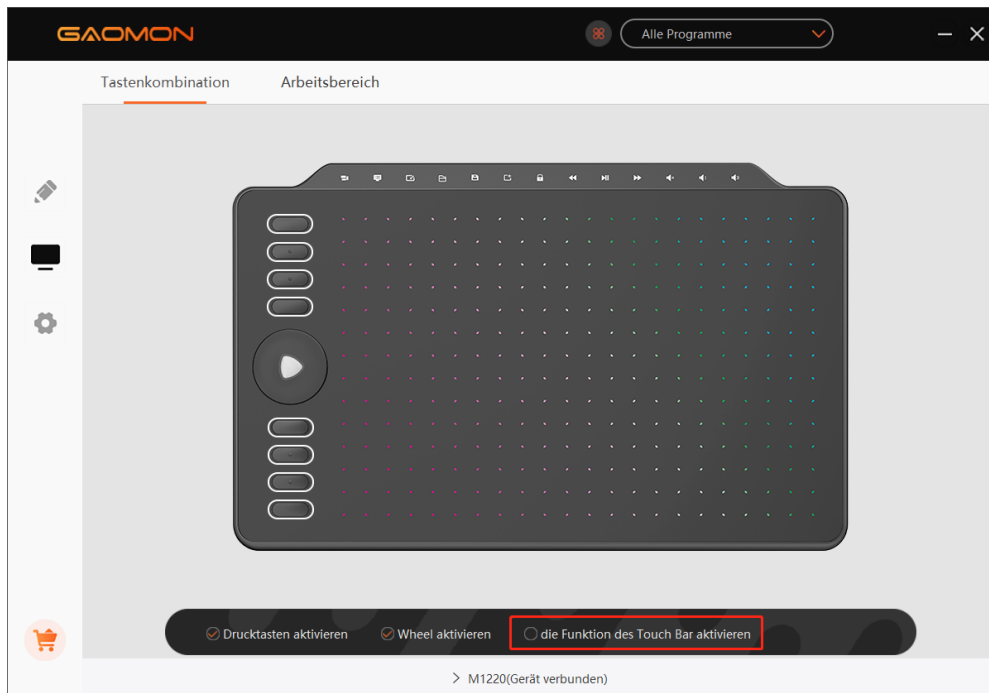 GAOMON
Alle Programme
Tastenkombination Arbeitsbereich
Drucktasten aktivieren Wheel aktivieren die Funktion des Touch Bar aktivieren
M1220(Gerät verbunden)